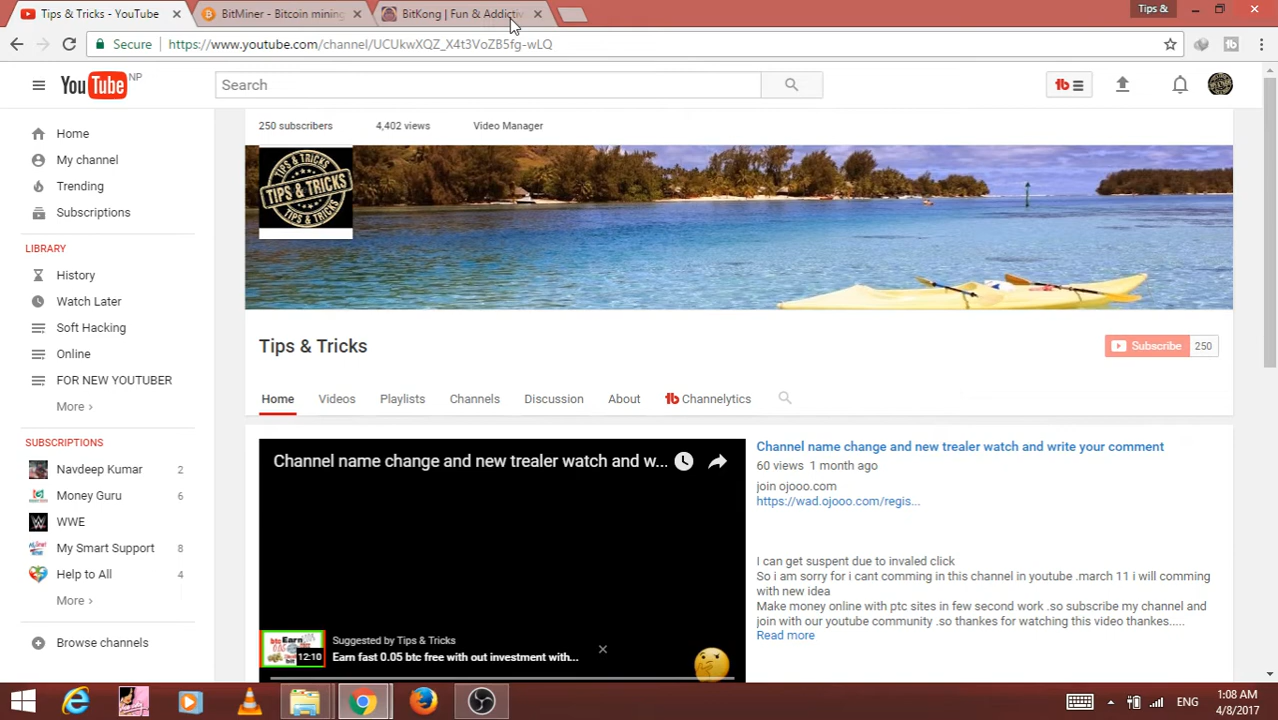 Tips & Tricks - YouTube
BitMiner - Bitcoin mining
BitKong | Fun & Addictiv
Tips &
Secure
https://www.youtube.com/channel/UCUkwXQZ_X4t3VoZB5fg-wLQ
YouTube NP
Search
250 subscribers
4,402 views
Video Manager
Home
My channel
Trending
Subscriptions
LIBRARY
History
Watch Later
Soft Hacking
Online
FOR NEW YOUTUBER
More ›
SUBSCRIPTIONS
Navdeep Kumar 2
Money Guru 6
WWE
My Smart Support 8
Help to All 4
More ›
Browse channels
TIPS & TRICKS
TIPS & TRICKS
TIPS & TRICKS
Tips & Tricks
Subscribe 250
Home
Videos
Playlists
Channels
Discussion
About
Channelytics
Channel name change and new trealer watch and w...
Suggested by Tips & Tricks
Earn fast 0.05 btc free with out investment with...
12:10
Channel name change and new trealer watch and write your comment
60 views 1 month ago
join ojooo.com
https://wad.ojooo.com/regis...
I can get suspent due to invaled click
So i am sorry for i cant comming in this channel in youtube .march 11 i will comming
with new idea
Make money online with ptc sites in few second work .so subscribe my channel and
join with our youtube community .so thankes for watching this video thankes.....
Read more
ENG
1:08 AM
4/8/2017